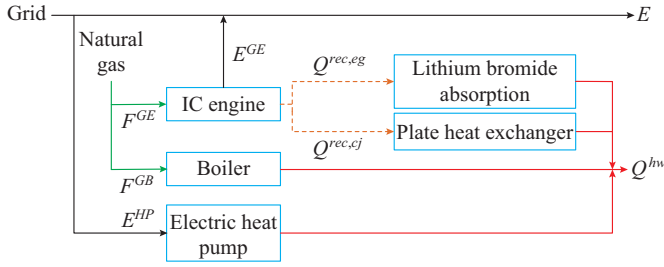 Grid
E
Natural
gas
E^{GE}
Q^{rec,eg}
Lithium bromide
absorption
F^{GE}
IC engine
Q^{rec,cj}
Plate heat exchanger
F^{GB}
Boiler
Q^{hw}
E^{HP}
Electric heat
pump